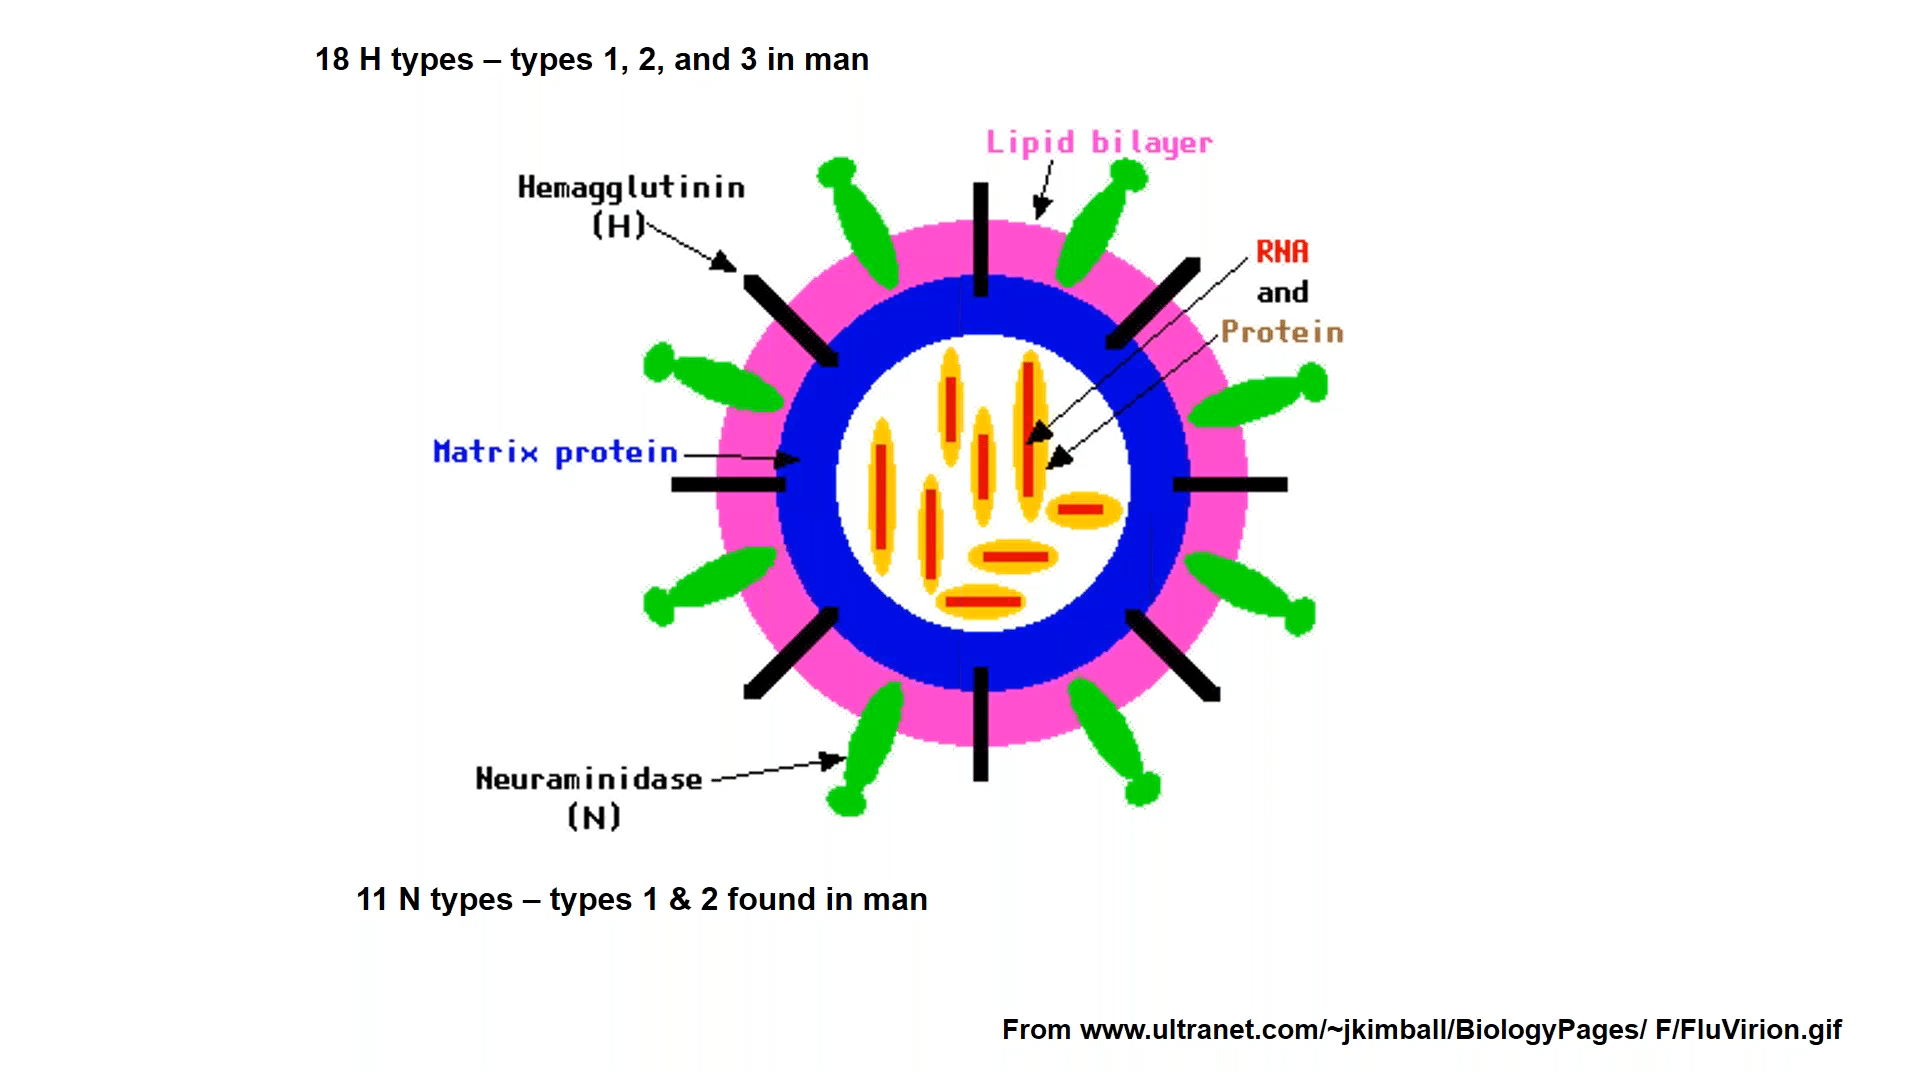 18 H types – types 1, 2, and 3 in man
Lipid bilayer
Hemagglutinin
(H)
RNA
and
Protein
Matrix protein
Neuraminidase
(N)
11 N types – types 1 & 2 found in man
From www.ultranet.com/~jkimball/BiologyPages/ F/FluVirion.gif